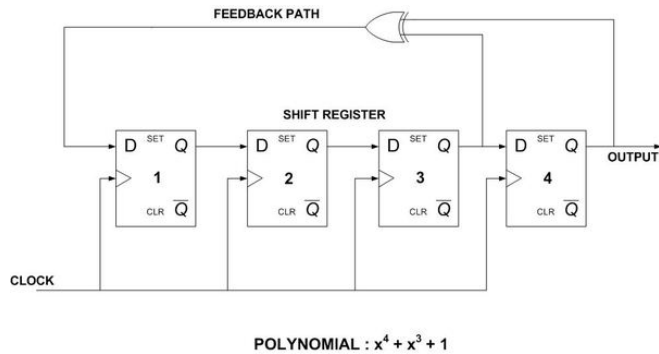 FEEDBACK PATH
SHIFT REGISTER
D SET Q
1
CLR Q̅
D SET Q
2
CLR Q̅
D SET Q
3
CLR Q̅
D SET Q
4
CLR Q̅
OUTPUT
CLOCK
POLYNOMIAL : x⁴ + x³ + 1